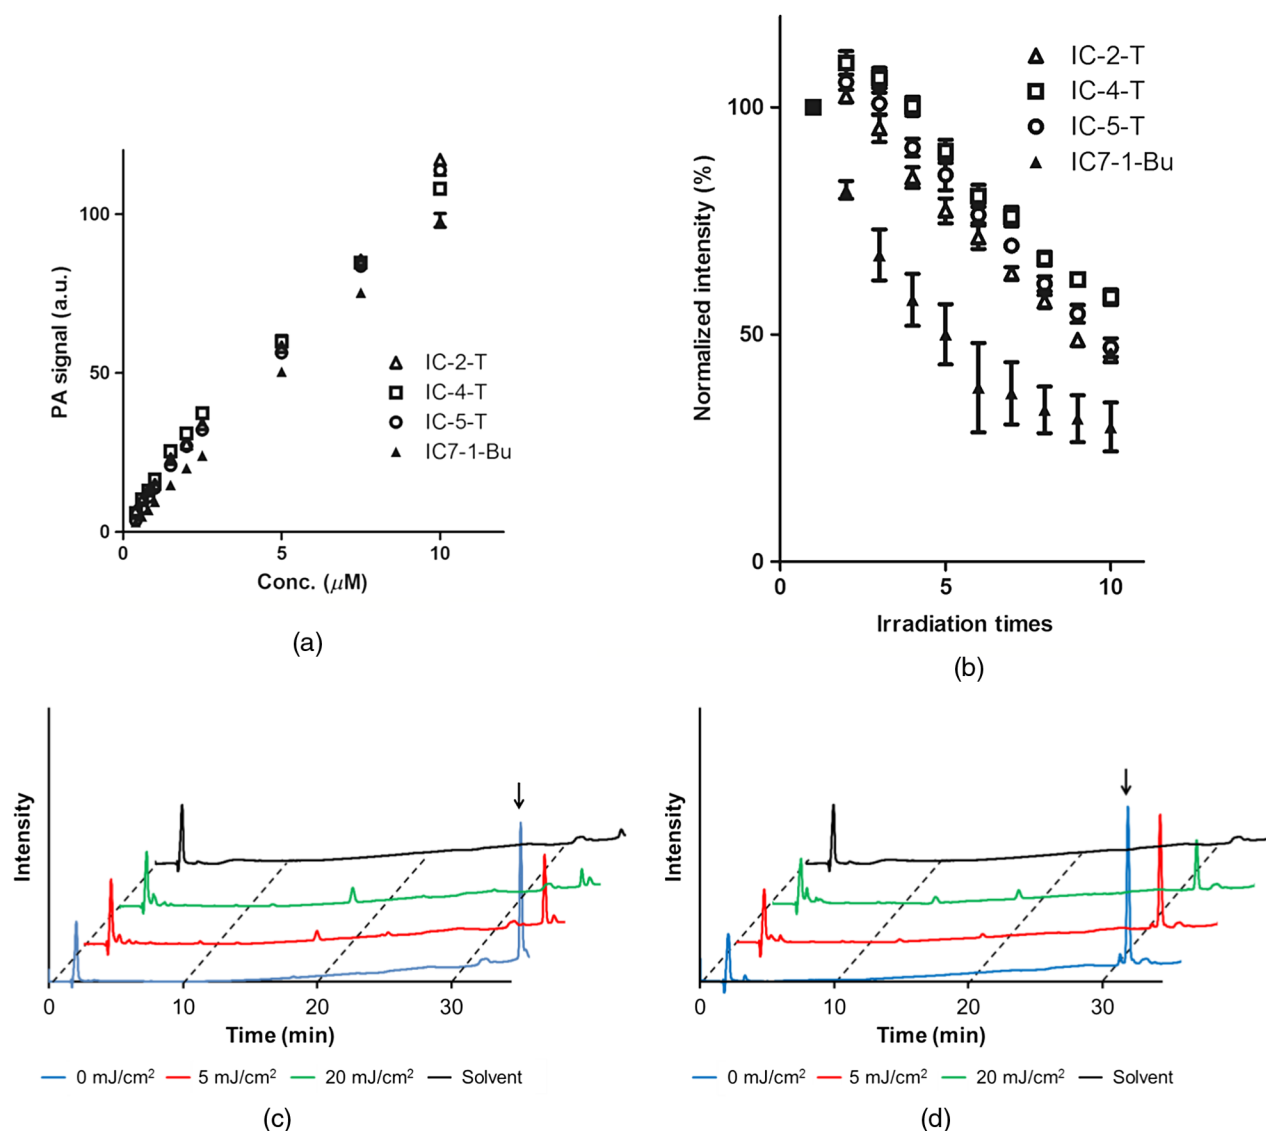 IC-2-T
IC-4-T
IC-5-T
IC7-1-Bu
100
50
0
0
5
10
PA signal (a.u.)
Conc. (μM)
(a)
IC-2-T
IC-4-T
IC-5-T
IC7-1-Bu
100
50
0
0
5
10
Normalized intensity (%)
Irradiation times
(b)
Intensity
0
10
20
30
Time (min)
0 mJ/cm²
5 mJ/cm²
20 mJ/cm²
Solvent
(c)
Intensity
0
10
20
30
Time (min)
0 mJ/cm²
5 mJ/cm²
20 mJ/cm²
Solvent
(d)